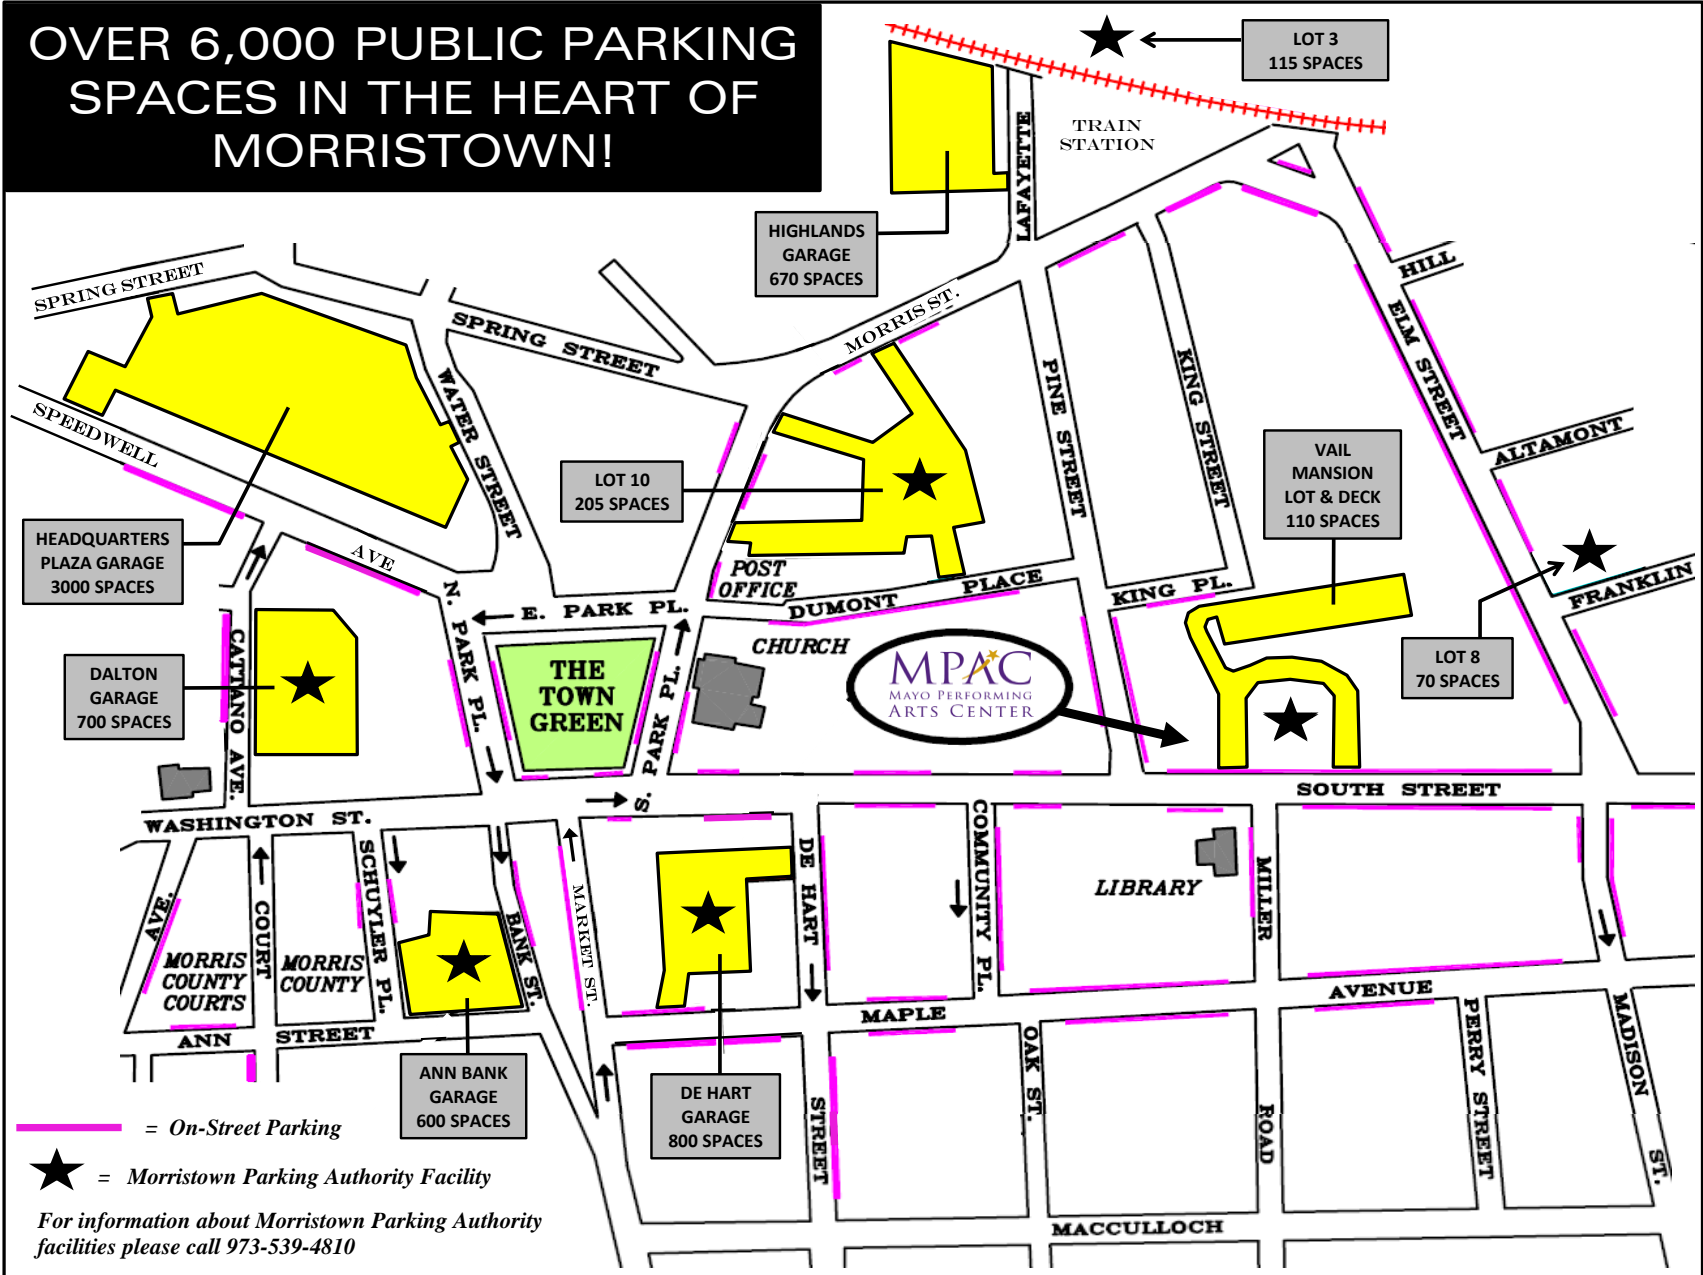 OVER 6,000 PUBLIC PARKING
SPACES IN THE HEART OF
MORRISTOWN!
LOT 3
115 SPACES
TRAIN
STATION
LAFAYETTE
HIGHLANDS
GARAGE
670 SPACES
HILL
SPRING STREET
SPRING STREET
MORRIS ST.
ELM STREET
PINE STREET
KING STREET
WATER STREET
SPEEDWELL
AVE
ALTAMONT
VAIL
MANSION
LOT & DECK
110 SPACES
LOT 10
205 SPACES
HEADQUARTERS
PLAZA GARAGE
3000 SPACES
POST
OFFICE
DUMONT PLACE
KING PL.
FRANKLIN
N. PARK PL.
E. PARK PL.
S. PARK PL.
THE
TOWN
GREEN
CHURCH
MPAC
MAYO PERFORMING
ARTS CENTER
LOT 8
70 SPACES
DALTON
GARAGE
700 SPACES
CATTANO AVE.
SOUTH STREET
WASHINGTON ST.
SCHUYLER PL.
BANK ST.
MARKET ST.
DE HART
STREET
COMMUNITY PL.
LIBRARY
MILLER
ROAD
AVE.
COURT
MORRIS
COUNTY
COURTS
MORRIS
COUNTY
ANN STREET
MAPLE
AVENUE
OAK ST.
PERRY STREET
MADISON ST.
ANN BANK
GARAGE
600 SPACES
DE HART
GARAGE
800 SPACES
MACCULLOCH
= On-Street Parking
= Morristown Parking Authority Facility
For information about Morristown Parking Authority
facilities please call 973-539-4810